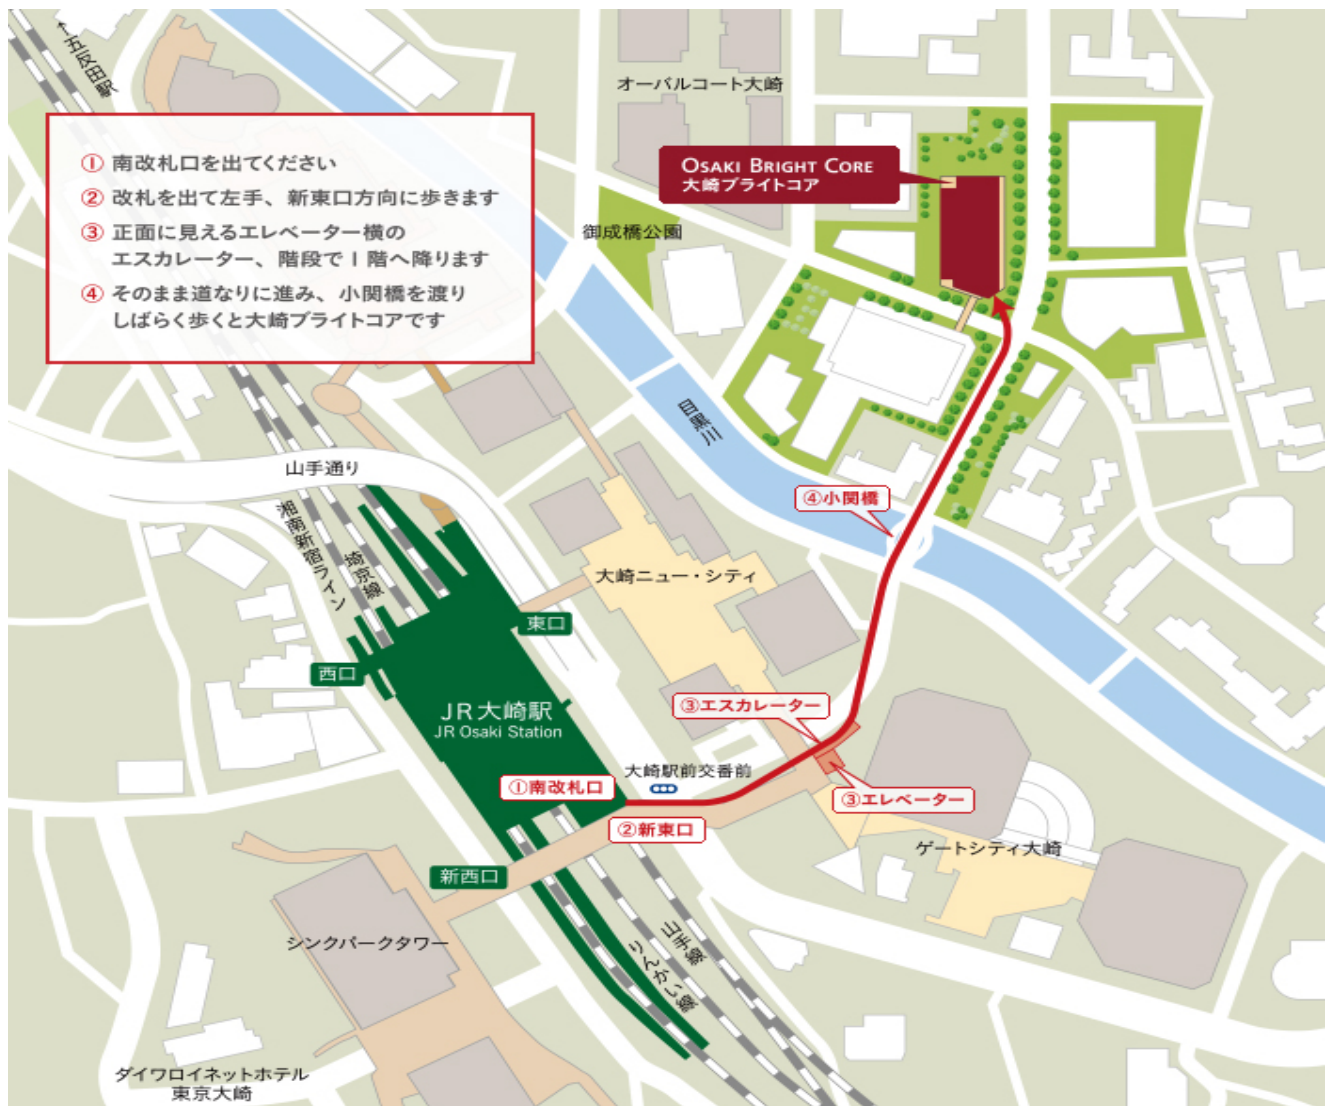 ←五反田駅
オーバルコート大崎
① 南改札口を出てください
② 改札を出て左手、新東口方向に歩きます
③ 正面に見えるエレベーター横の
エスカレーター、階段で1階へ降ります
④ そのまま道なりに進み、小関橋を渡り
しばらく歩くと大崎ブライトコアです
OSAKI BRIGHT CORE
大崎ブライトコア
御成橋公園
目黒川
山手通り
湘南新宿ライン
埼京線
④小関橋
大崎ニュー・シティ
東口
西口
JR大崎駅
JR Osaki Station
③エスカレーター
大崎駅前交番前
①南改札口
③エレベーター
②新東口
ゲートシティ大崎
新西口
シンクパークタワー
山手線
りんかい線
ダイワロイネットホテル
東京大崎